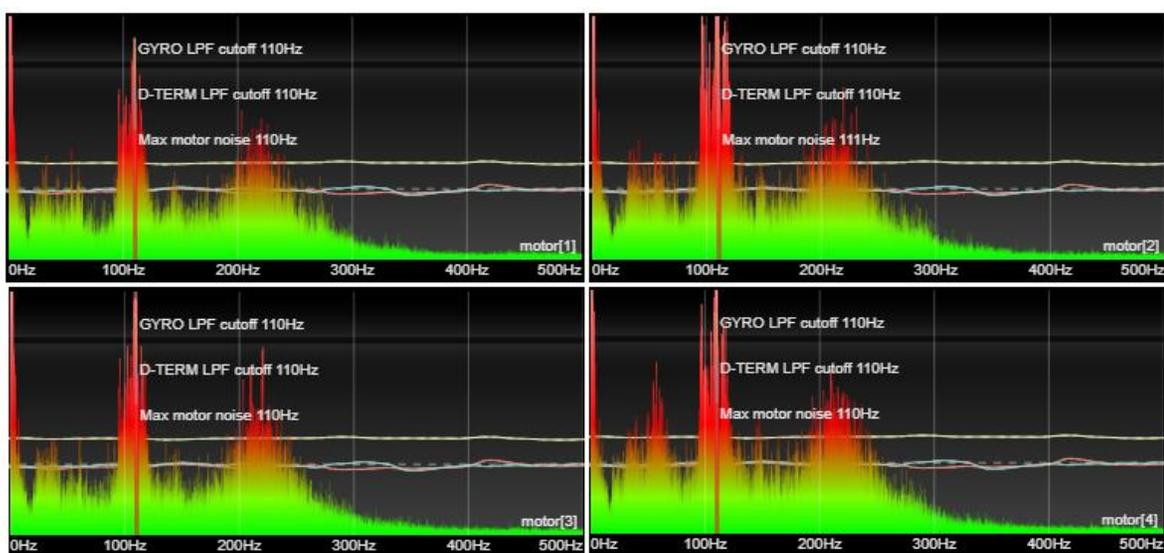 GYRO LPF cutoff 110Hz
D-TERM LPF cutoff 110Hz
Max motor noise 110Hz
motor[1]
0Hz 100Hz 200Hz 300Hz 400Hz 500Hz
GYRO LPF cutoff 110Hz
D-TERM LPF cutoff 110Hz
Max motor noise 111Hz
motor[2]
0Hz 100Hz 200Hz 300Hz 400Hz 500Hz
GYRO LPF cutoff 110Hz
D-TERM LPF cutoff 110Hz
Max motor noise 110Hz
motor[3]
0Hz 100Hz 200Hz 300Hz 400Hz 500Hz
GYRO LPF cutoff 110Hz
D-TERM LPF cutoff 110Hz
Max motor noise 110Hz
motor[4]
0Hz 100Hz 200Hz 300Hz 400Hz 500Hz